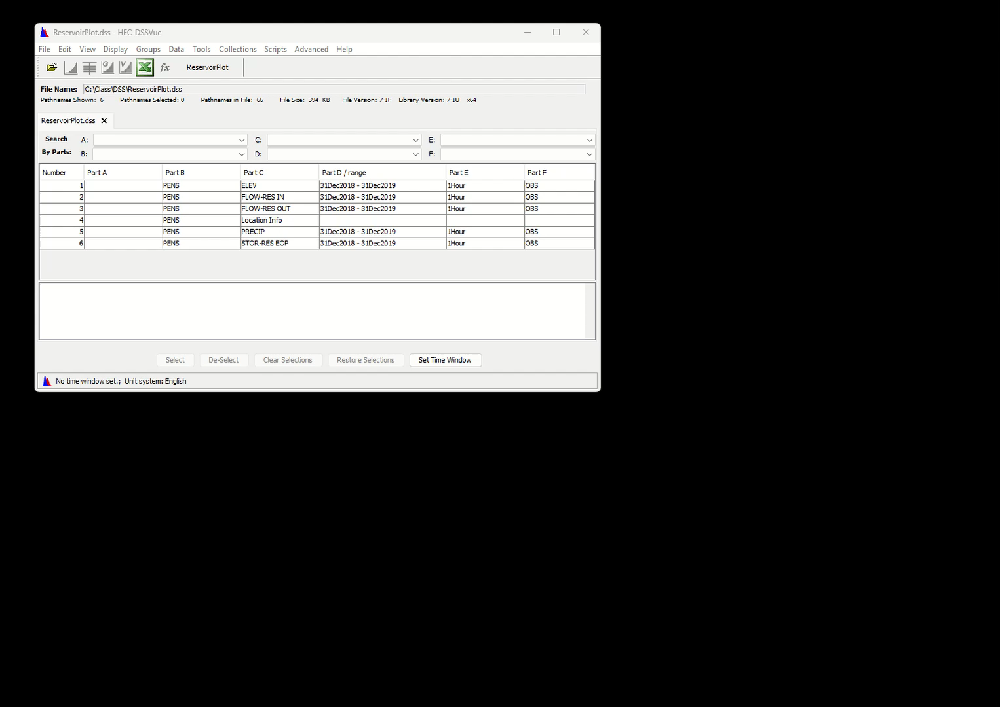 ReservoirPlot.dss - HEC-DSSVue
File Edit View Display Groups Data Tools Collections Scripts Advanced Help
G V fx ReservoirPlot
File Name: C:\Class\DSS\ReservoirPlot.dss
Pathnames Shown: 6 Pathnames Selected: 0 Pathnames in File: 66 File Size: 394 KB File Version: 7-IF Library Version: 7-IU x64
ReservoirPlot.dss
Search A: C: E:
By Parts: B: D: F:
Number Part A Part B Part C Part D / range Part E Part F
1 PENS ELEV 31Dec2018 - 31Dec2019 1Hour OBS
2 PENS FLOW-RES IN 31Dec2018 - 31Dec2019 1Hour OBS
3 PENS FLOW-RES OUT 31Dec2018 - 31Dec2019 1Hour OBS
4 PENS Location Info
5 PENS PRECIP 31Dec2018 - 31Dec2019 1Hour OBS
6 PENS STOR-RES EOP 31Dec2018 - 31Dec2019 1Hour OBS
Select De-Select Clear Selections Restore Selections Set Time Window
No time window set.; Unit system: English